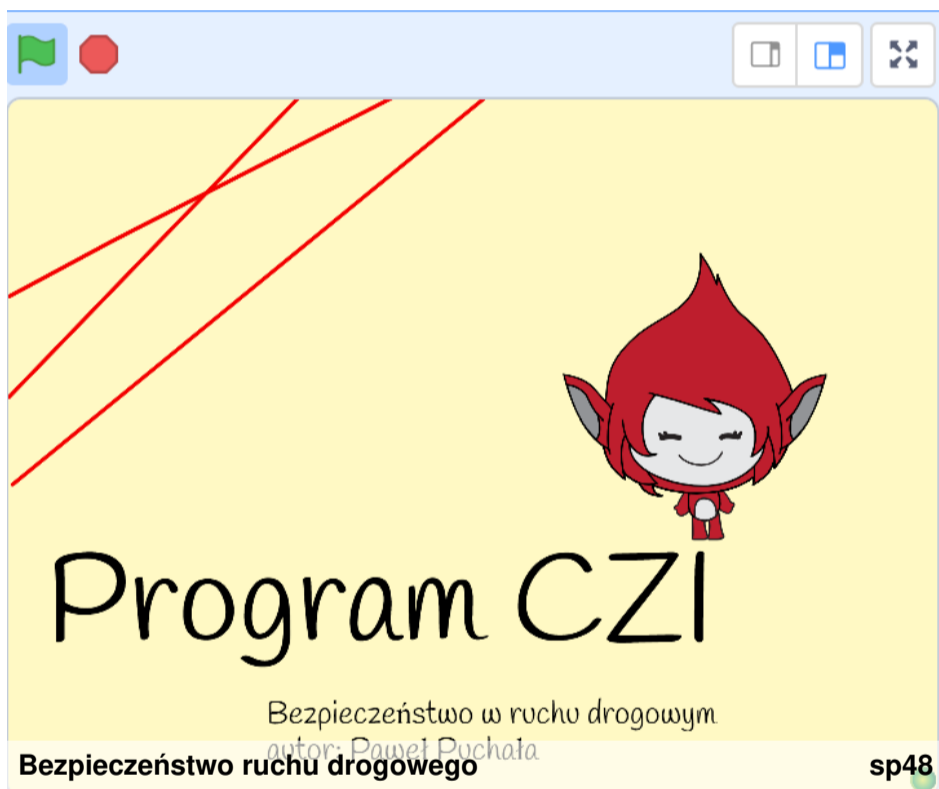 Program CZI
Bezpieczeństwo w ruchu drogowym
autor: Paweł Puchała
Bezpieczeństwo ruchu drogowego sp48